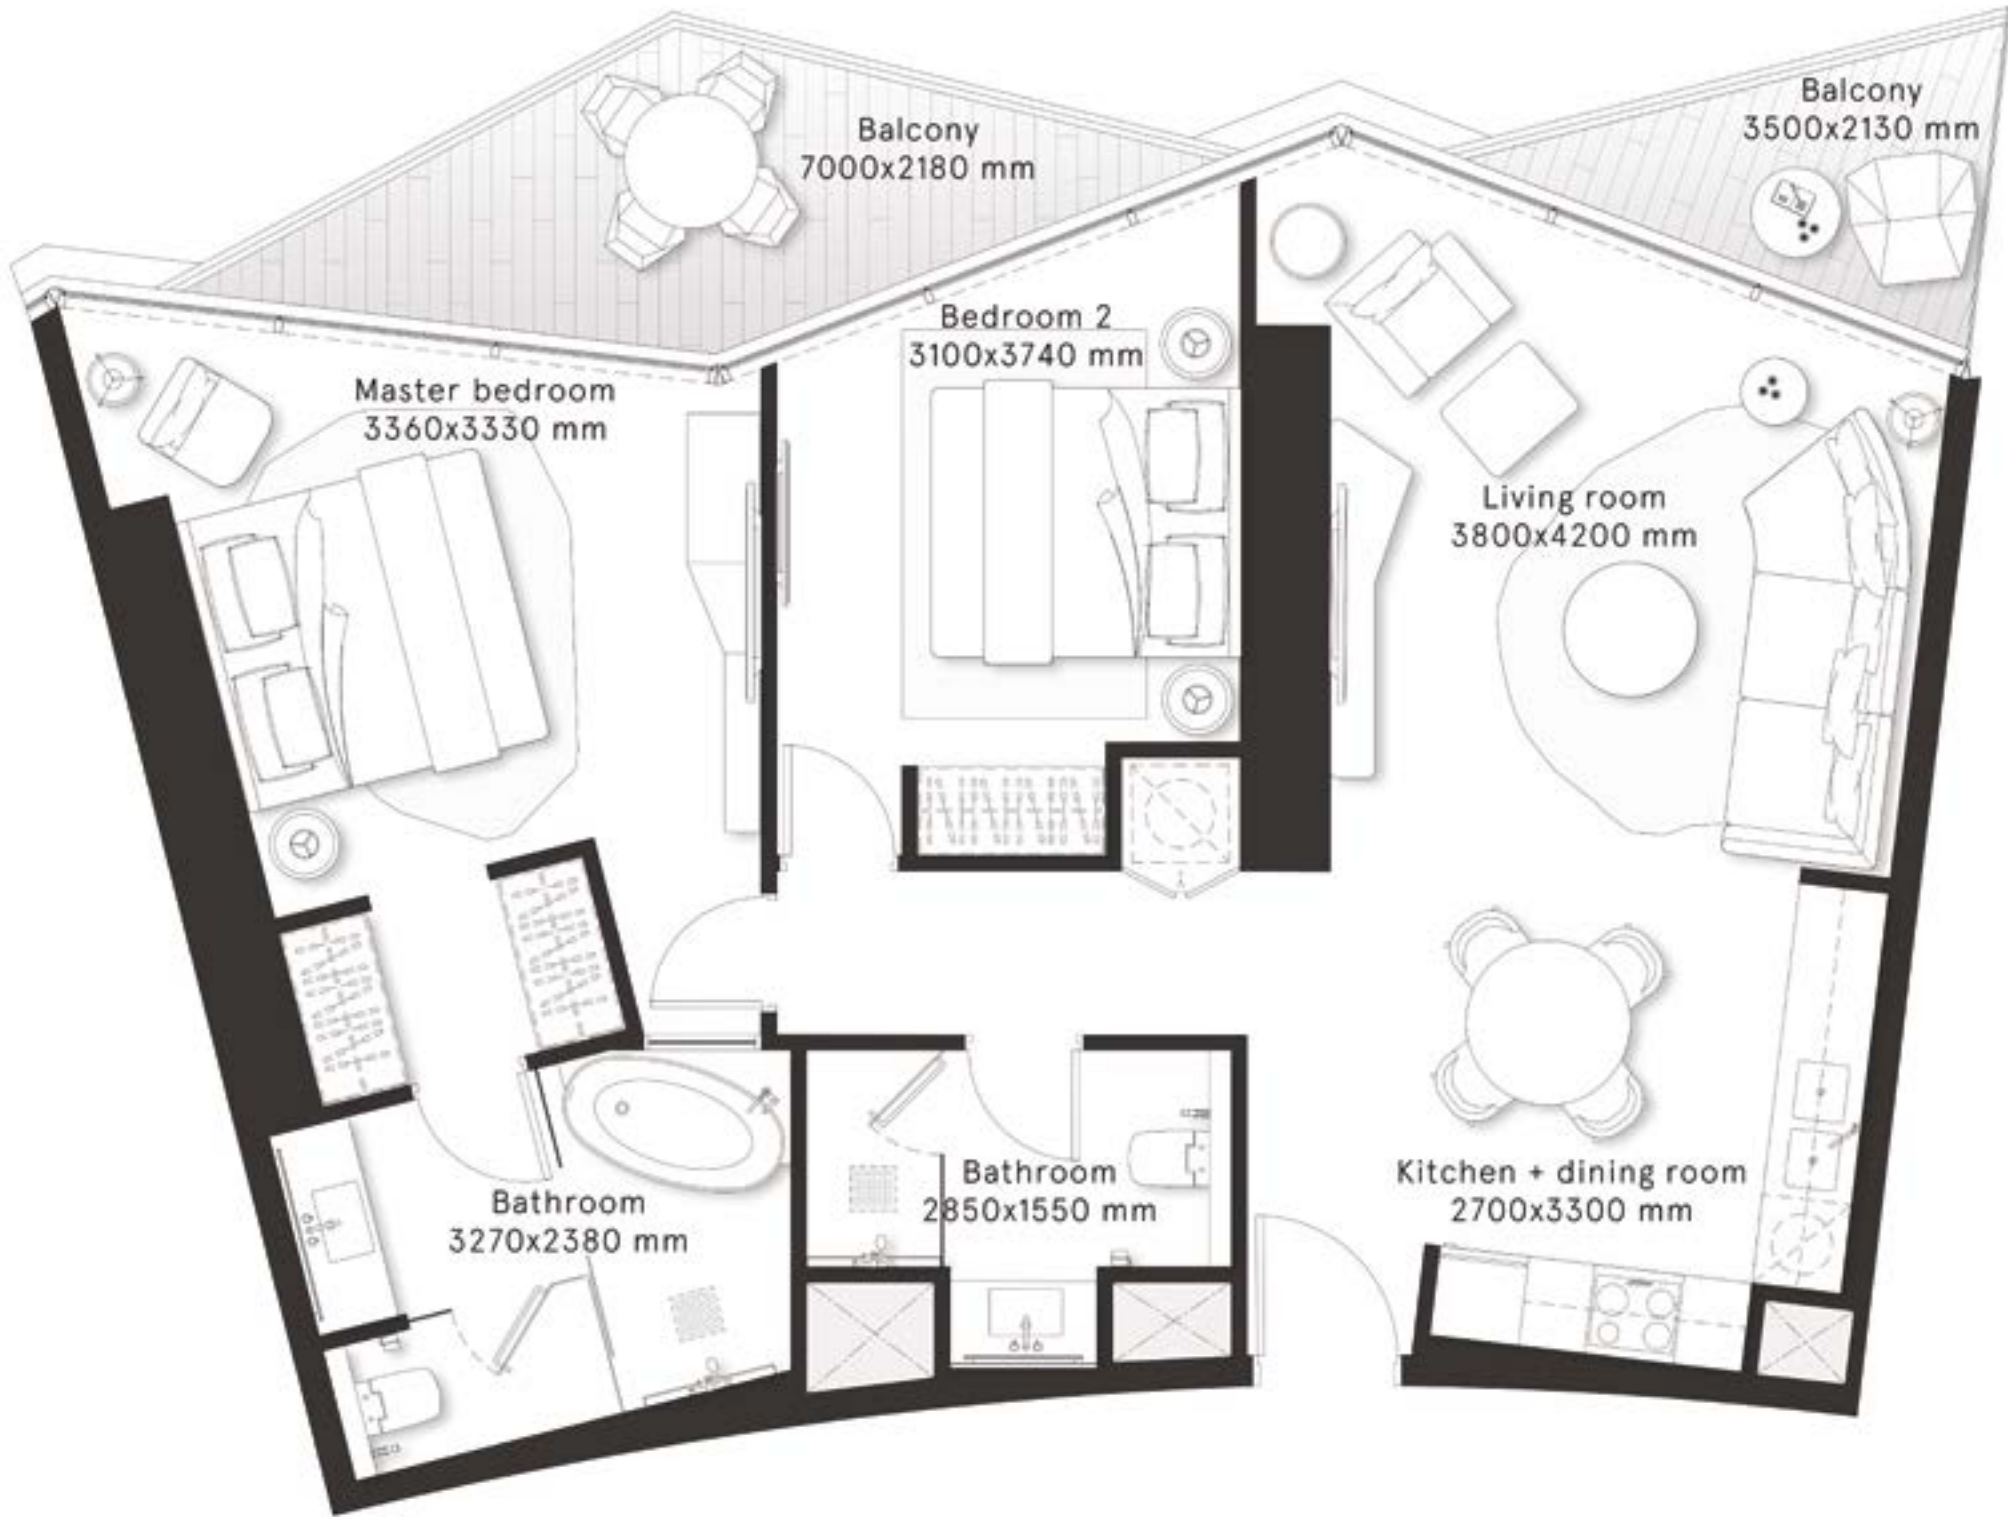 Balcony
7000x2180 mm
Balcony
3500x2130 mm
Bedroom 2
3100x3740 mm
Master bedroom
3360x3330 mm
Living room
3800x4200 mm
Bathroom
3270x2380 mm
Bathroom
2850x1550 mm
Kitchen + dining room
2700x3300 mm